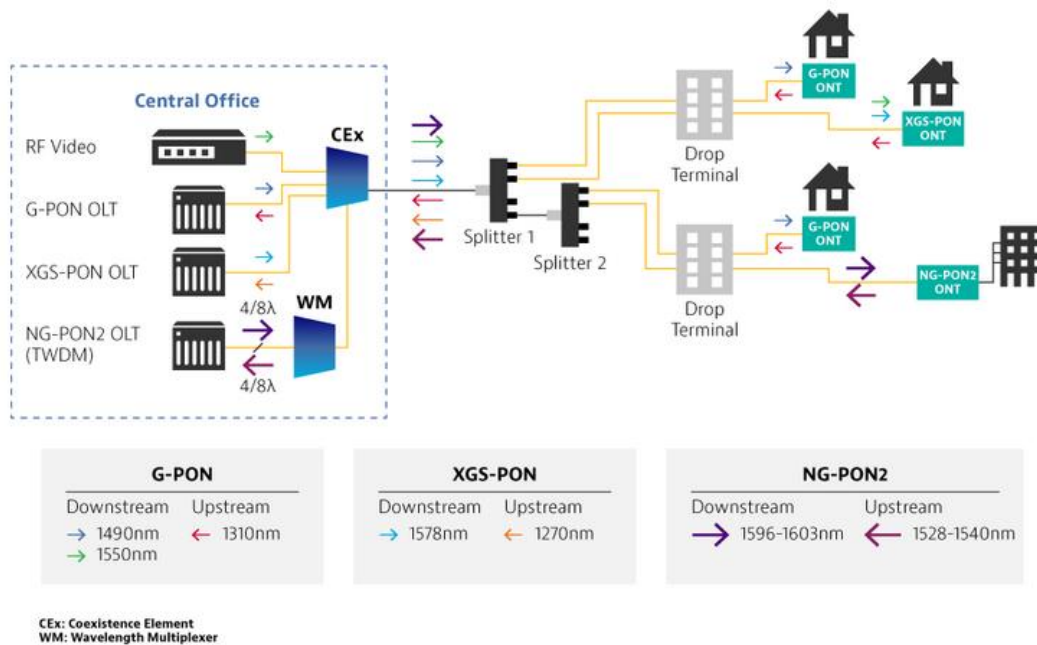 Central Office
RF Video
G-PON OLT
XGS-PON OLT
NG-PON2 OLT
(TWDM)
CEx
WM
4/8λ
4/8λ
Splitter 1
Splitter 2
Drop
Terminal
Drop
Terminal
G-PON
ONT
XGS-PON
ONT
G-PON
ONT
NG-PON2
ONT
G-PON
Downstream Upstream
1490nm 1310nm
1550nm
XGS-PON
Downstream Upstream
1578nm 1270nm
NG-PON2
Downstream Upstream
1596-1603nm 1528-1540nm
CEx: Coexistence Element
WM: Wavelength Multiplexer